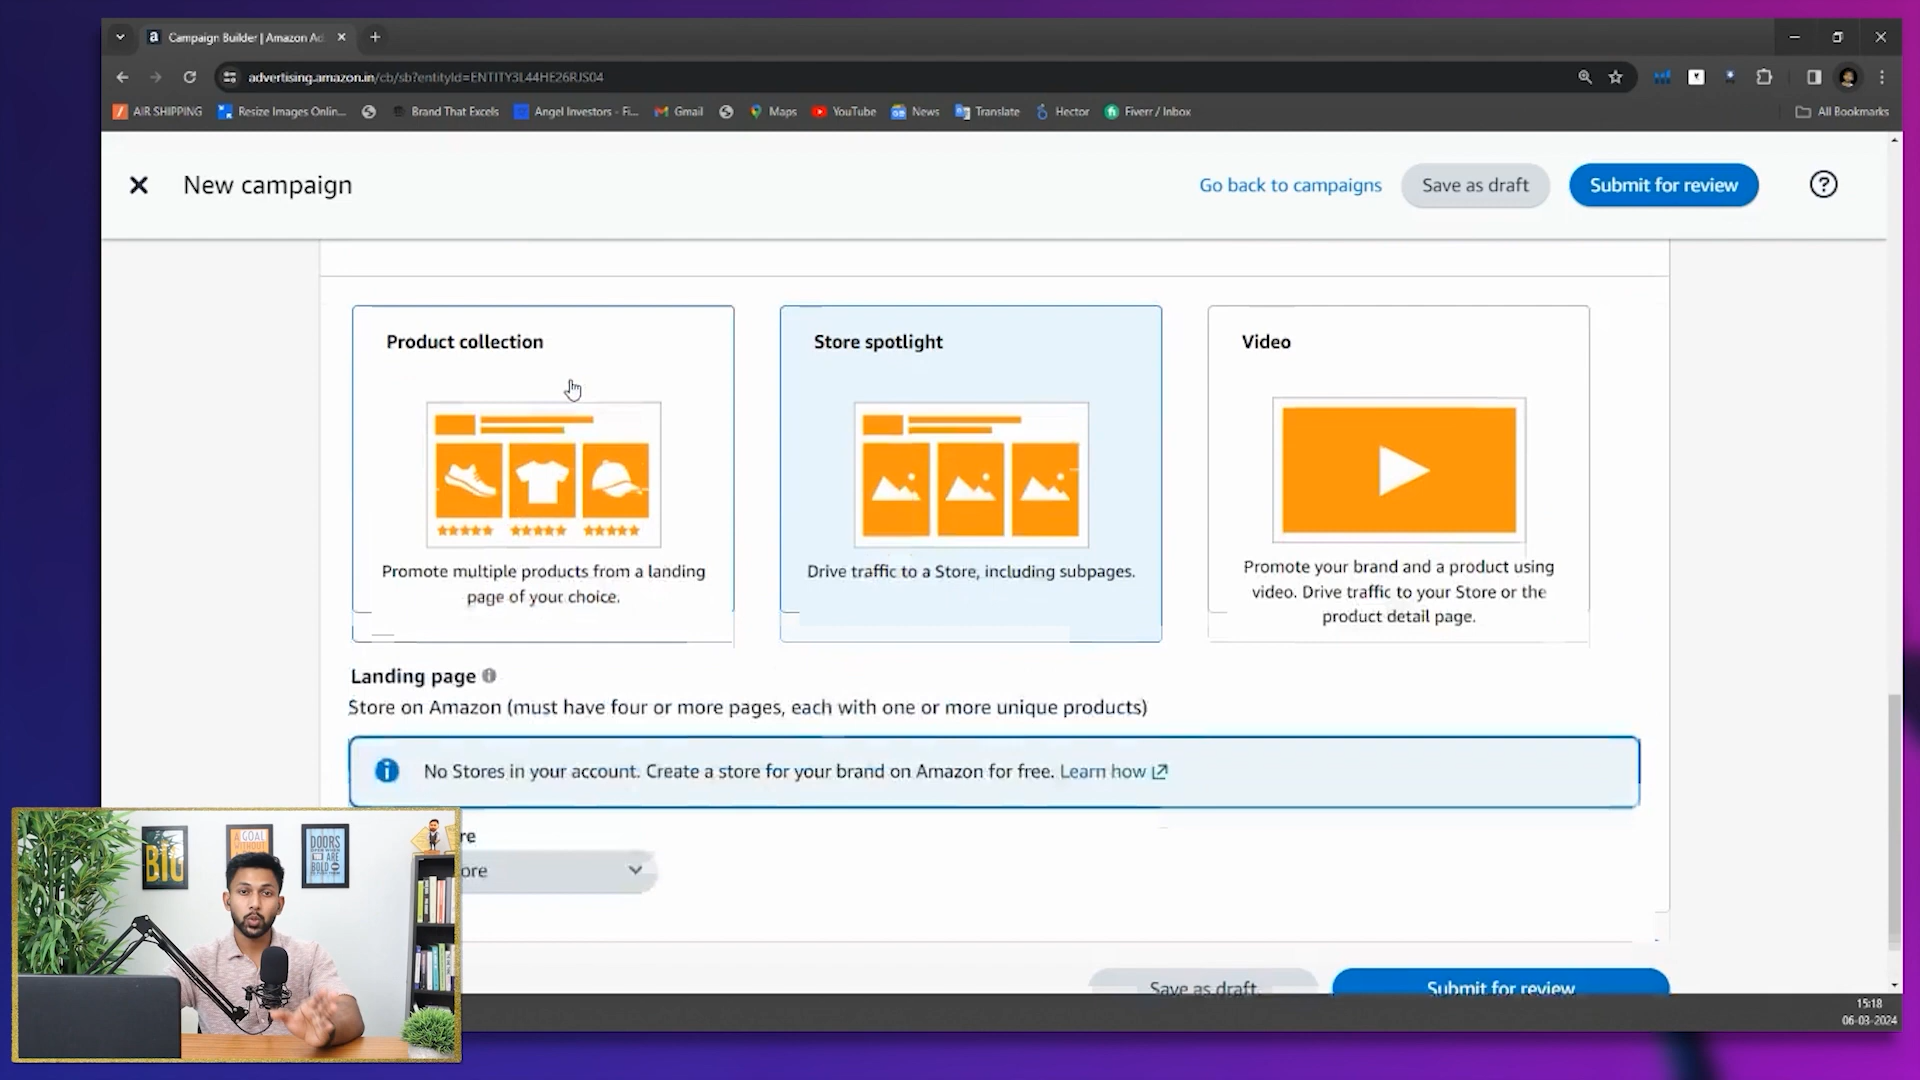 Campaign Builder | Amazon Ad
advertising.amazon.in/cb/sb?entityId=ENTITY3L44HE26RJS04
AIR SHIPPING
Resize Images Onlin...
Brand That Excels
Angel Investors - Fi...
Gmail
Maps
YouTube
News
Translate
Hector
Fiverr / Inbox
All Bookmarks
New campaign
Go back to campaigns
Save as draft
Submit for review
Product collection
Promote multiple products from a landing
page of your choice.
Store spotlight
Drive traffic to a Store, including subpages.
Video
Promote your brand and a product using
video. Drive traffic to your Store or the
product detail page.
Landing page
Store on Amazon (must have four or more pages, each with one or more unique products)
No Stores in your account. Create a store for your brand on Amazon for free. Learn how
re
ore
Save as draft
Submit for review
BIG
A GOAL
WITHOUT
DOORS
15:18
06-03-2024